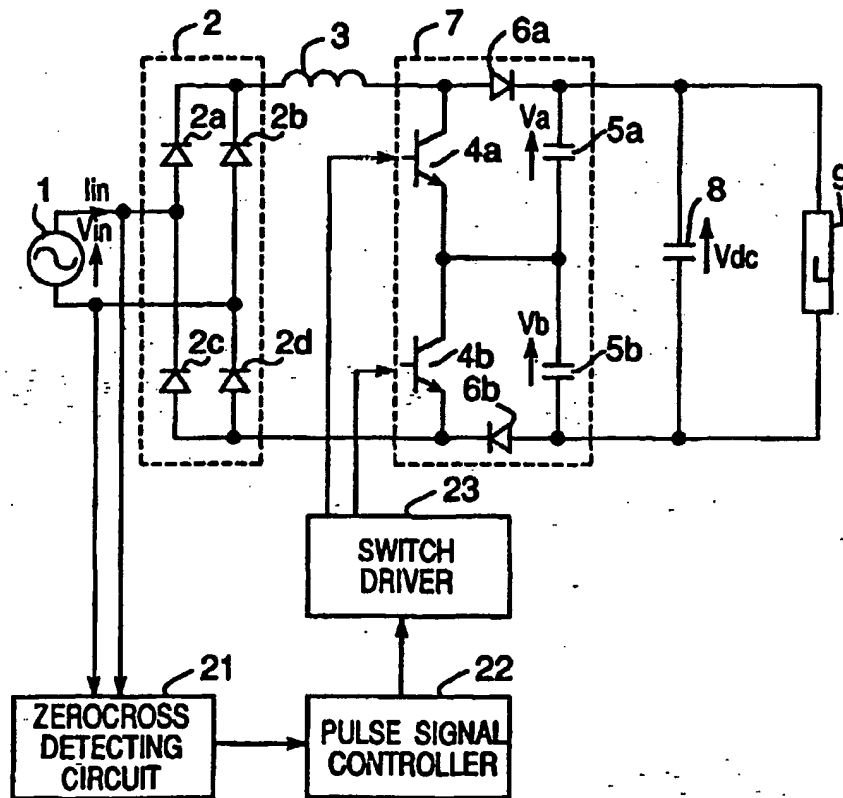 2
3
7
6a
2a
2b
Va
4a
5a
1
Iin
Vin
8
9
Vdc
L
2c
2d
Vb
4b
5b
6b
23
SWITCH
DRIVER
21
22
ZEROCROSS
DETECTING
CIRCUIT
PULSE SIGNAL
CONTROLLER